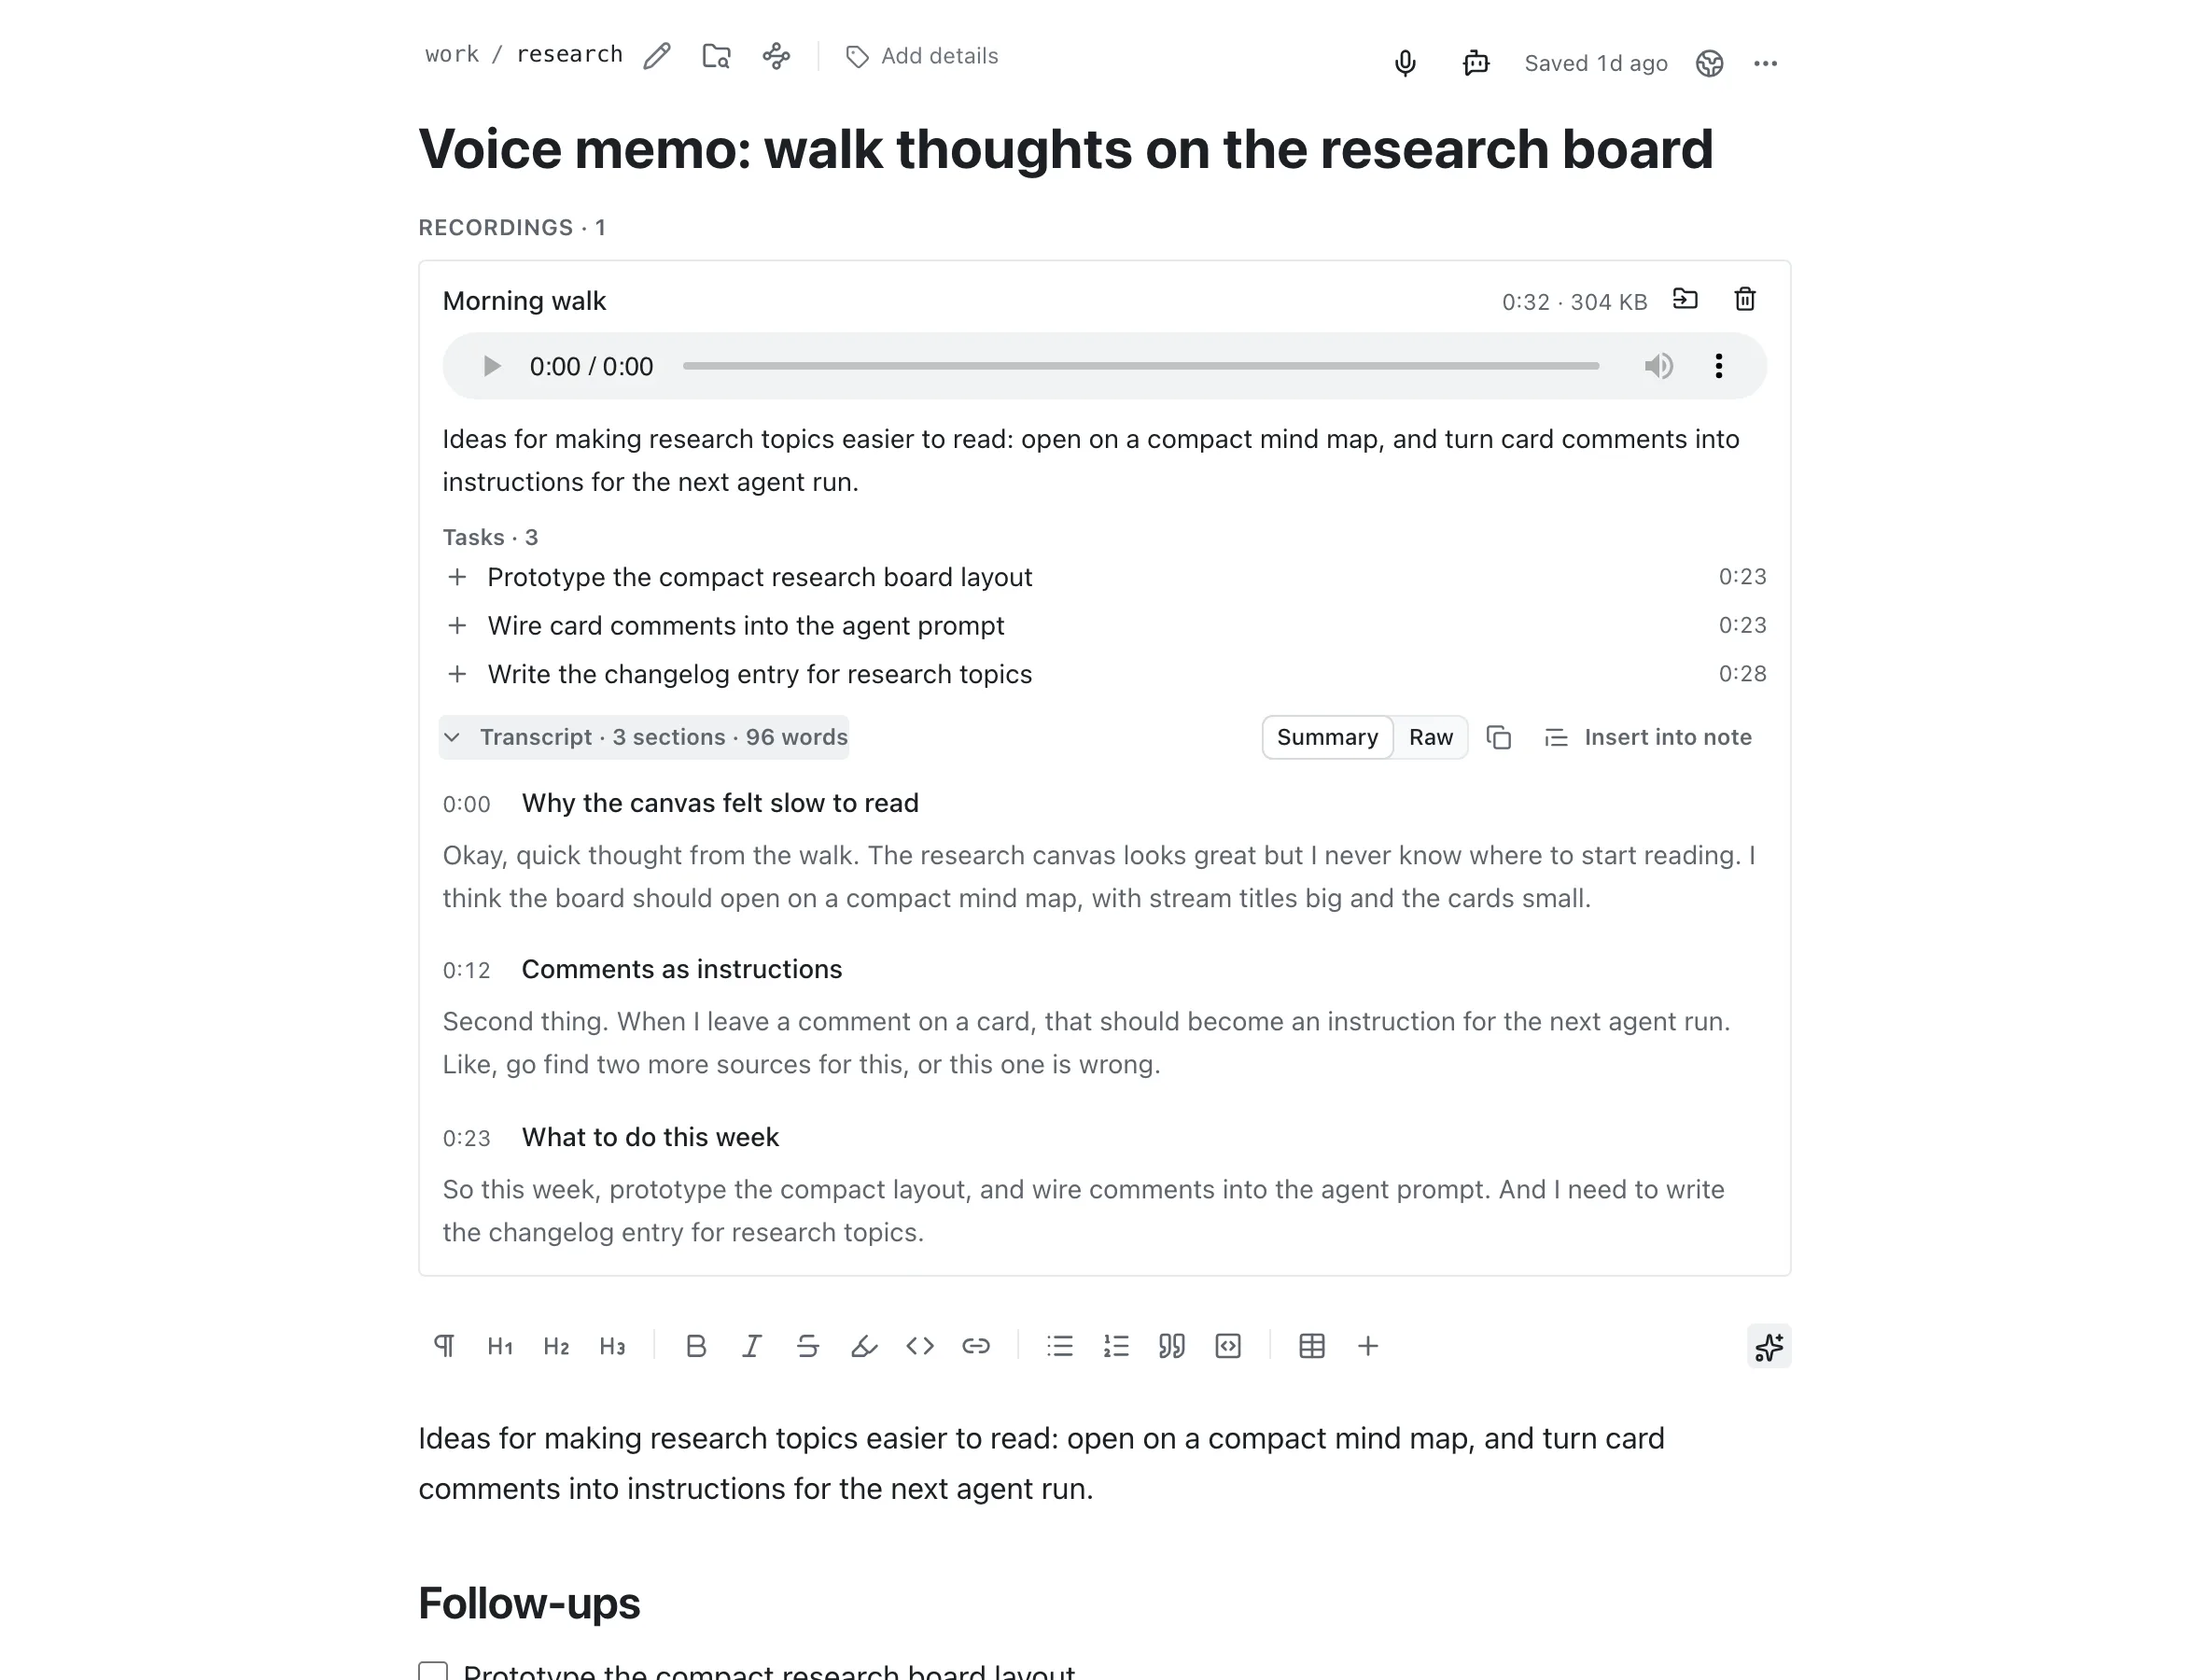 work / research
Add details
Saved 1d ago
Voice memo: walk thoughts on the research board
RECORDINGS · 1
Morning walk
0:32 · 304 KB
0:00 / 0:00
Ideas for making research topics easier to read: open on a compact mind map, and turn card comments into
instructions for the next agent run.
Tasks · 3
Prototype the compact research board layout
0:23
Wire card comments into the agent prompt
0:23
Write the changelog entry for research topics
0:28
Transcript · 3 sections · 96 words
Summary
Raw
Insert into note
0:00 Why the canvas felt slow to read
Okay, quick thought from the walk. The research canvas looks great but I never know where to start reading. I
think the board should open on a compact mind map, with stream titles big and the cards small.
0:12 Comments as instructions
Second thing. When I leave a comment on a card, that should become an instruction for the next agent run.
Like, go find two more sources for this, or this one is wrong.
0:23 What to do this week
So this week, prototype the compact layout, and wire comments into the agent prompt. And I need to write
the changelog entry for research topics.
H1 H2 H3
Ideas for making research topics easier to read: open on a compact mind map, and turn card
comments into instructions for the next agent run.
Follow-ups
Prototype the compact research board layout